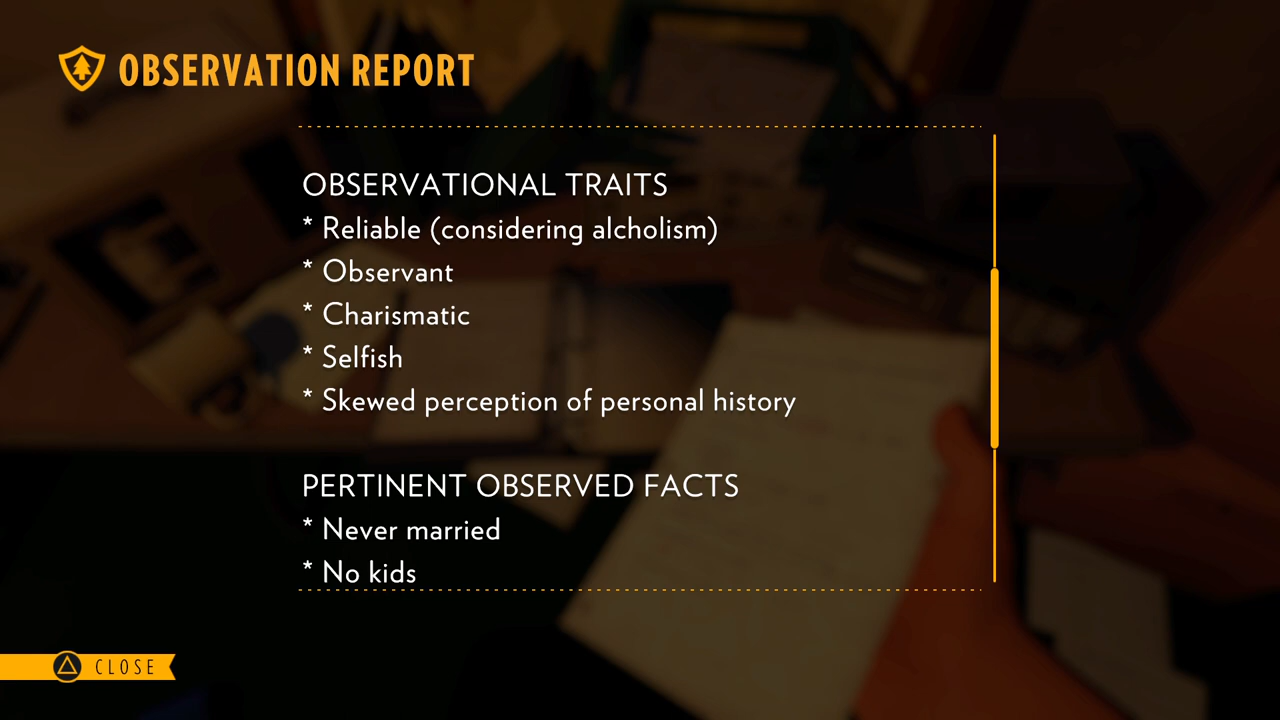 OBSERVATION REPORT
OBSERVATIONAL TRAITS
* Reliable (considering alcholism)
* Observant
* Charismatic
* Selfish
* Skewed perception of personal history
PERTINENT OBSERVED FACTS
* Never married
* No kids
CLOSE